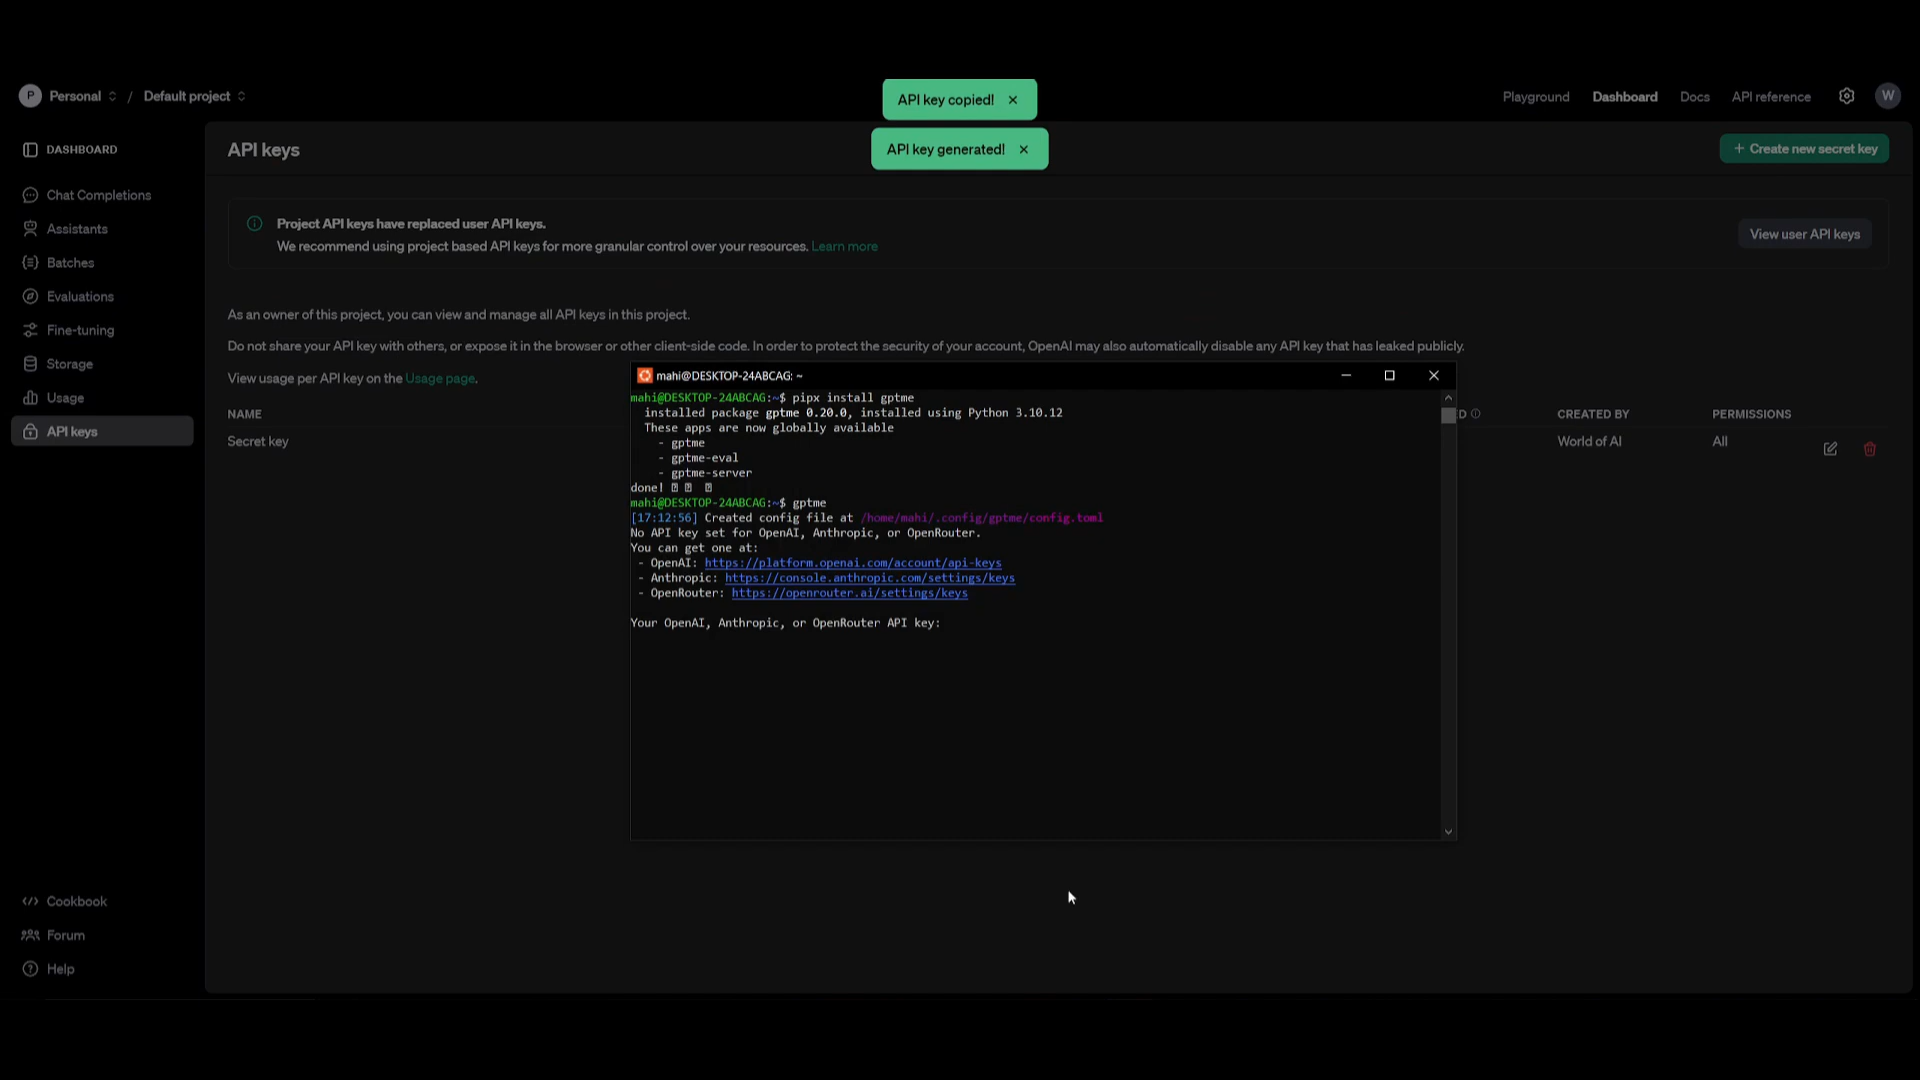 P Personal / Default project
API key copied! ×
Playground Dashboard Docs API reference W
DASHBOARD
API keys
API key generated! ×
+ Create new secret key
Chat Completions
Assistants
Batches
Evaluations
Fine-tuning
Storage
Usage
API keys
Project API keys have replaced user API keys.
We recommend using project based API keys for more granular control over your resources. Learn more
View user API keys
As an owner of this project, you can view and manage all API keys in this project.
Do not share your API key with others, or expose it in the browser or other client-side code. In order to protect the security of your account, OpenAI may also automatically disable any API key that has leaked publicly.
View usage per API key on the Usage page.
NAME D CREATED BY PERMISSIONS
Secret key World of AI All
mahi@DESKTOP-24ABCAG: ~
mahi@DESKTOP-24ABCAG:~$ pipx install gptme
installed package gptme 0.20.0, installed using Python 3.10.12
These apps are now globally available
- gptme
- gptme-eval
- gptme-server
done!
mahi@DESKTOP-24ABCAG:~$ gptme
[17:12:56] Created config file at /home/mahi/.config/gptme/config.toml
No API key set for OpenAI, Anthropic, or OpenRouter.
You can get one at:
- OpenAI: https://platform.openai.com/account/api-keys
- Anthropic: https://console.anthropic.com/settings/keys
- OpenRouter: https://openrouter.ai/settings/keys
Your OpenAI, Anthropic, or OpenRouter API key:
Cookbook
Forum
Help